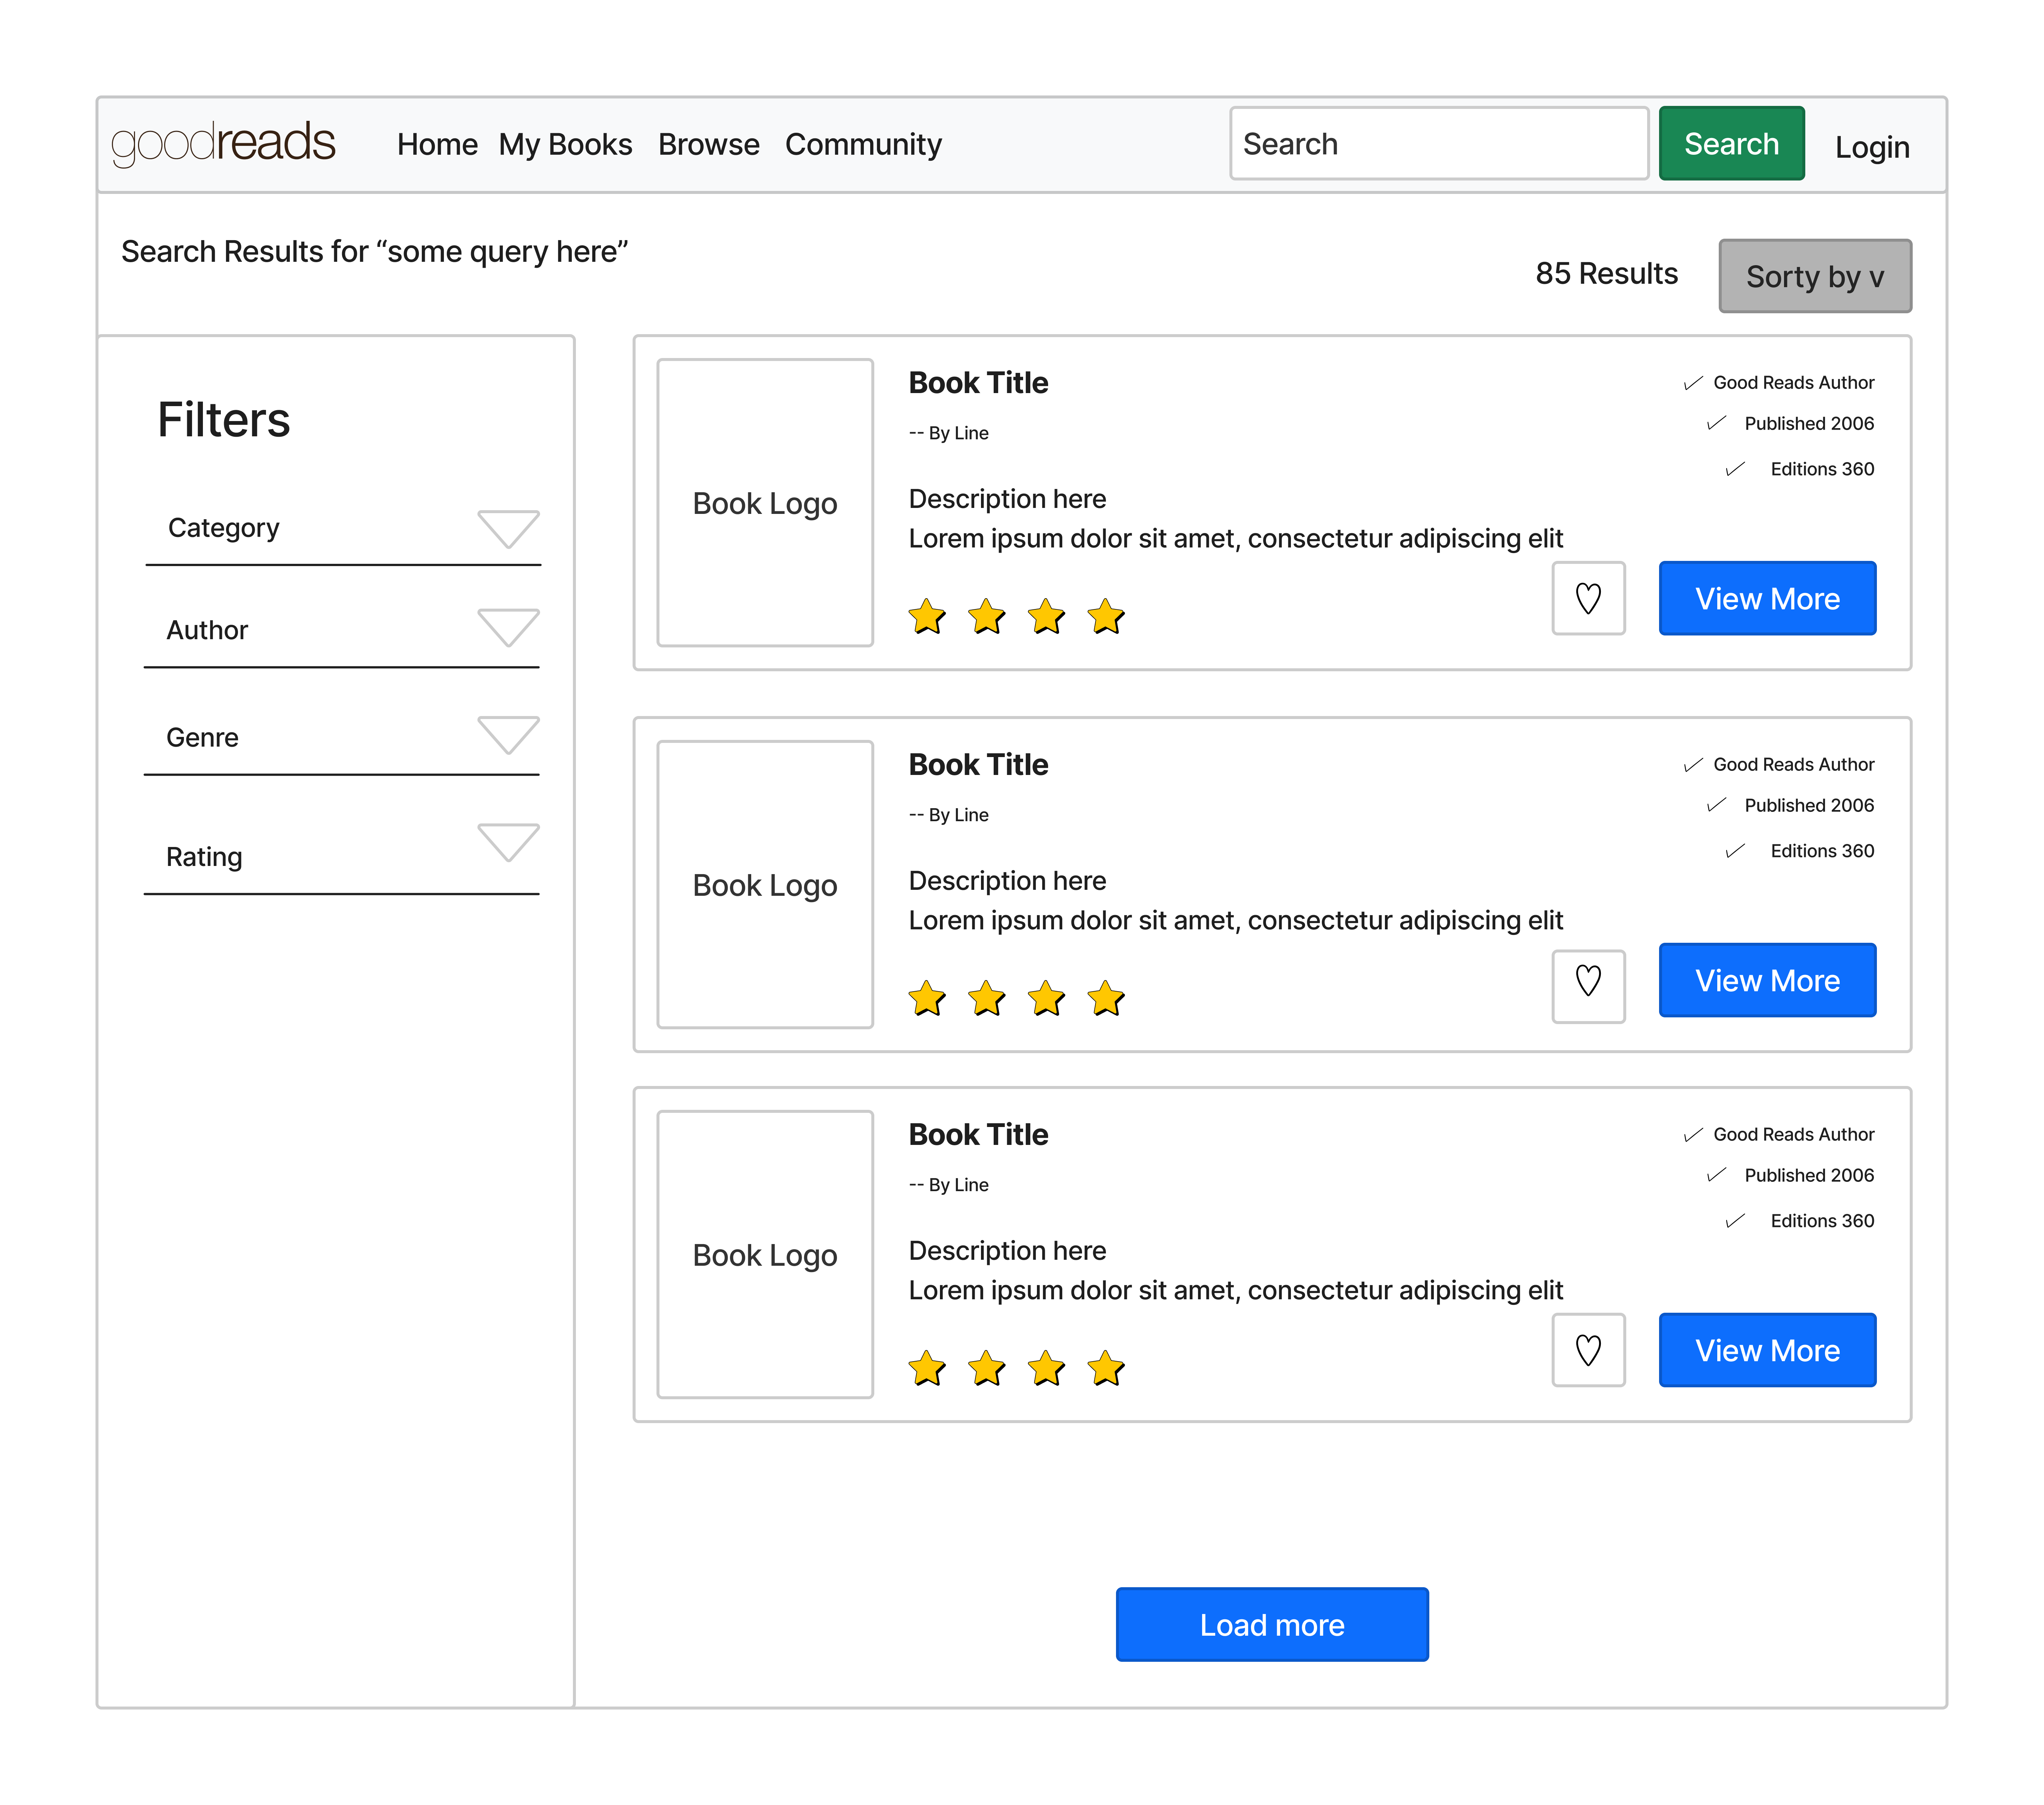 goodreads Home My Books Browse Community Search Search Login
Search Results for “some query here”
85 Results Sorty by v
Filters
Category
Author
Genre
Rating
Book Logo
Book Title
-- By Line
Description here
Lorem ipsum dolor sit amet, consectetur adipiscing elit
Good Reads Author
Published 2006
Editions 360
View More
Book Logo
Book Title
-- By Line
Description here
Lorem ipsum dolor sit amet, consectetur adipiscing elit
Good Reads Author
Published 2006
Editions 360
View More
Book Logo
Book Title
-- By Line
Description here
Lorem ipsum dolor sit amet, consectetur adipiscing elit
Good Reads Author
Published 2006
Editions 360
View More
Load more